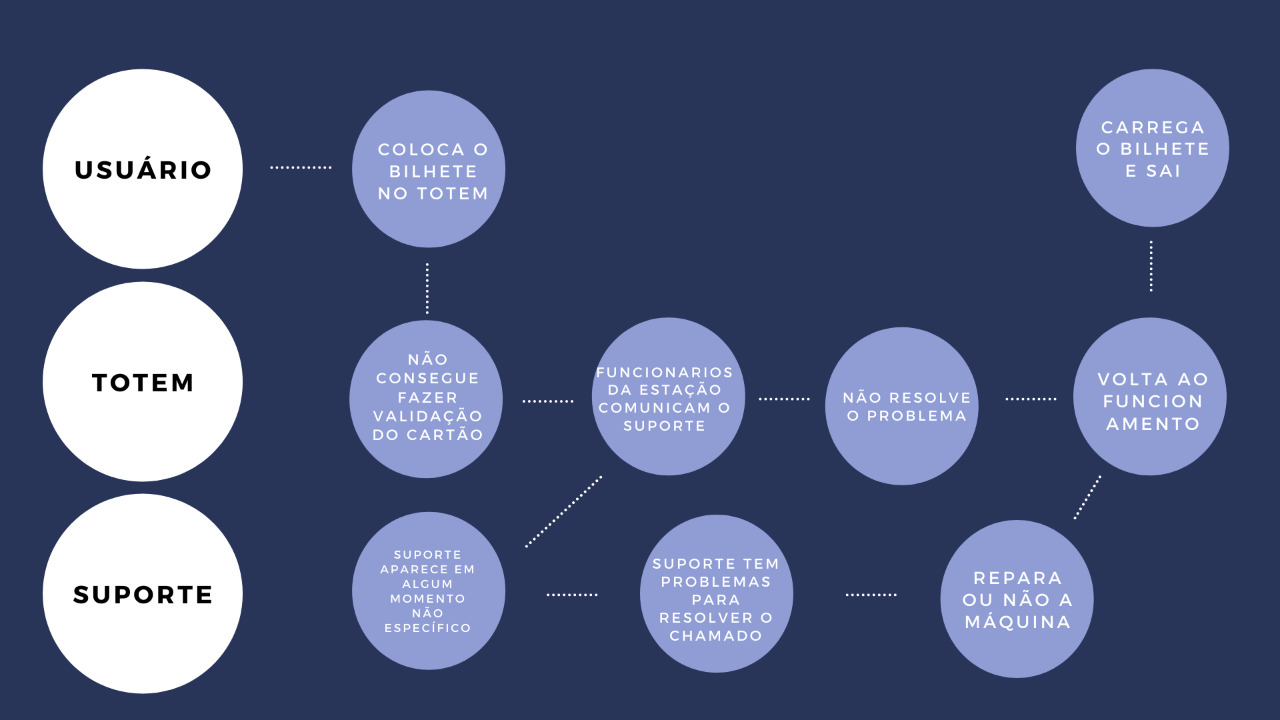 USUÁRIO
COLOCA O
BILHETE
NO TOTEM
CARREGA
O BILHETE
E SAI
TOTEM
NÃO
CONSEGUE
FAZER
VALIDAÇÃO
DO CARTÃO
FUNCIONARIOS
DA ESTAÇÃO
COMUNICAM O
SUPORTE
NÃO RESOLVE
O PROBLEMA
VOLTA AO
FUNCION
AMENTO
SUPORTE
SUPORTE
APARECE EM
ALGUM
MOMENTO
NÃO
ESPECÍFICO
SUPORTE TEM
PROBLEMAS
PARA
RESOLVER O
CHAMADO
REPARA
OU NÃO A
MÁQUINA